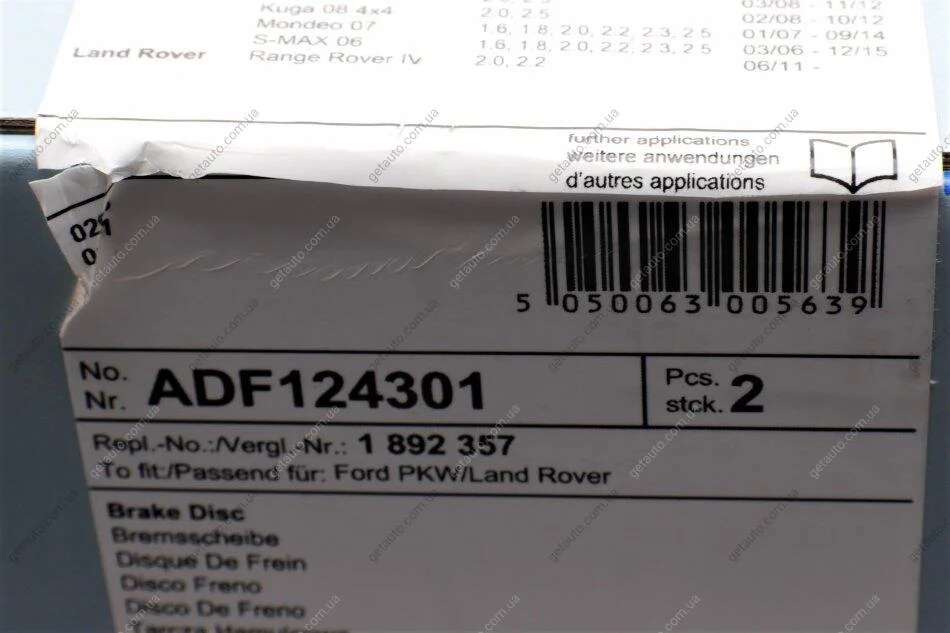 Kuga 08 4x4 2.0, 2.5 03/08 - 11/12
Mondeo 07 1.6, 1.8, 2.0, 2.2, 2.3, 2.5 02/08 - 10/12
S-MAX 06 1.6, 1.8, 2.0, 2.2, 2.3, 2.5 01/07 - 09/14
03/06 - 12/15
Land Rover Range Rover IV 2.0, 2.2 06/11 -
further applications
weitere anwendungen
d'autres applications
5 050063 005639
No. Nr. ADF124301 Pcs. stck. 2
Repl.-No.:/Vergl.-Nr.: 1 892 357
To fit:/Passend für: Ford PKW/Land Rover
Brake Disc
Bremsscheibe
Disque De Frein
Disco Freno
Disco De Freno
getauto.com.ua